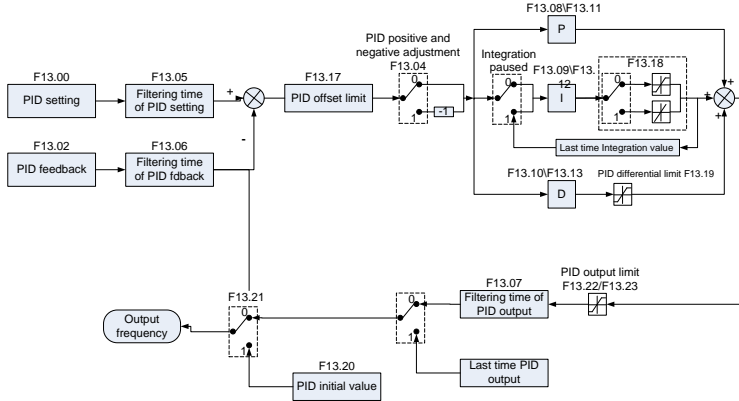 F13.08\F13.11
P
PID positive and
negative adjustment
F13.04
Integration
paused
F13.09\F13.
12
I
F13.18
F13.00
PID setting
F13.05
Filtering time
of PID setting
+
-
F13.17
PID offset limit
0
1
-1
0
1
0
1
+
+
+
Last time Integration value
F13.02
PID feedback
F13.06
Filtering time
of PID fdback
F13.10\F13.13
D
PID differential limit F13.19
F13.21
0
1
Output
frequency
0
1
F13.07
Filtering time of
PID output
PID output limit
F13.22/F13.23
Last time PID
output
F13.20
PID initial value